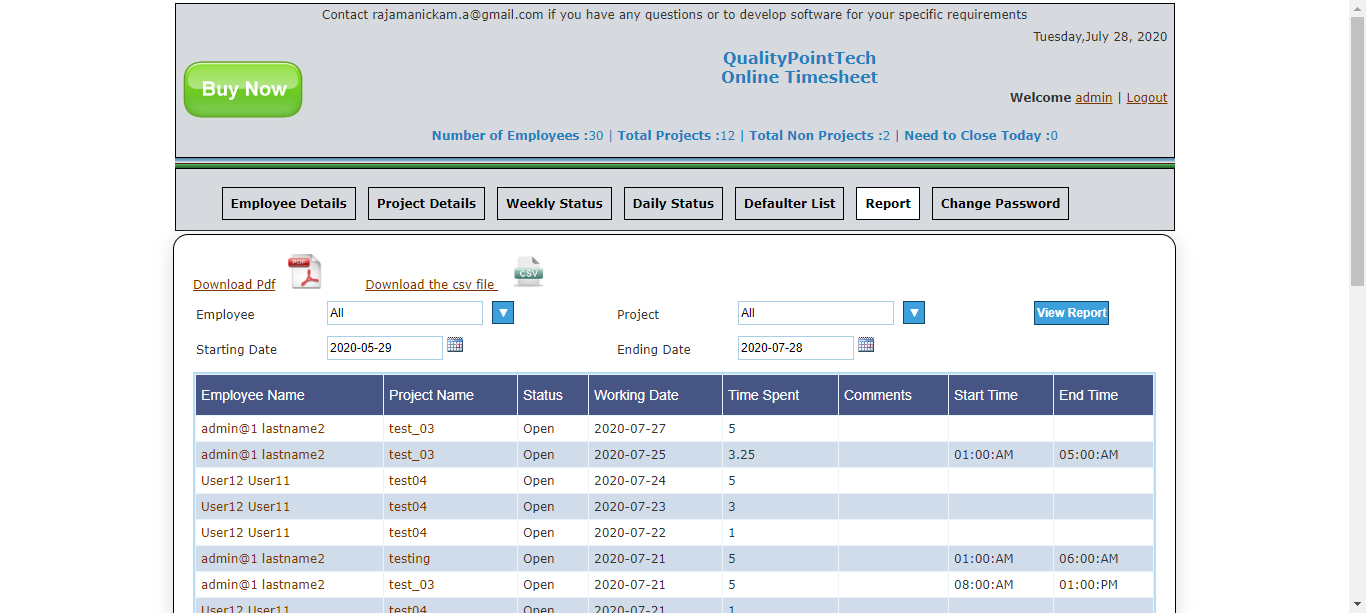 Contact rajamanickam.a@gmail.com if you have any questions or to develop software for your specific requirements
Tuesday,July 28, 2020
QualityPointTech
Online Timesheet
Buy Now
Welcome admin | Logout
Number of Employees :30 | Total Projects :12 | Total Non Projects :2 | Need to Close Today :0
Employee Details Project Details Weekly Status Daily Status Defaulter List Report Change Password
Download Pdf PDF Download the csv file CSV
Employee All Project All View Report
Starting Date 2020-05-29 Ending Date 2020-07-28
Employee Name Project Name Status Working Date Time Spent Comments Start Time End Time
admin@1 lastname2 test_03 Open 2020-07-27 5
admin@1 lastname2 test_03 Open 2020-07-25 3.25 01:00:AM 05:00:AM
User12 User11 test04 Open 2020-07-24 5
User12 User11 test04 Open 2020-07-23 3
User12 User11 test04 Open 2020-07-22 1
admin@1 lastname2 testing Open 2020-07-21 5 01:00:AM 06:00:AM
admin@1 lastname2 test_03 Open 2020-07-21 5 08:00:AM 01:00:PM
User12 User11 test04 Open 2020-07-21 1